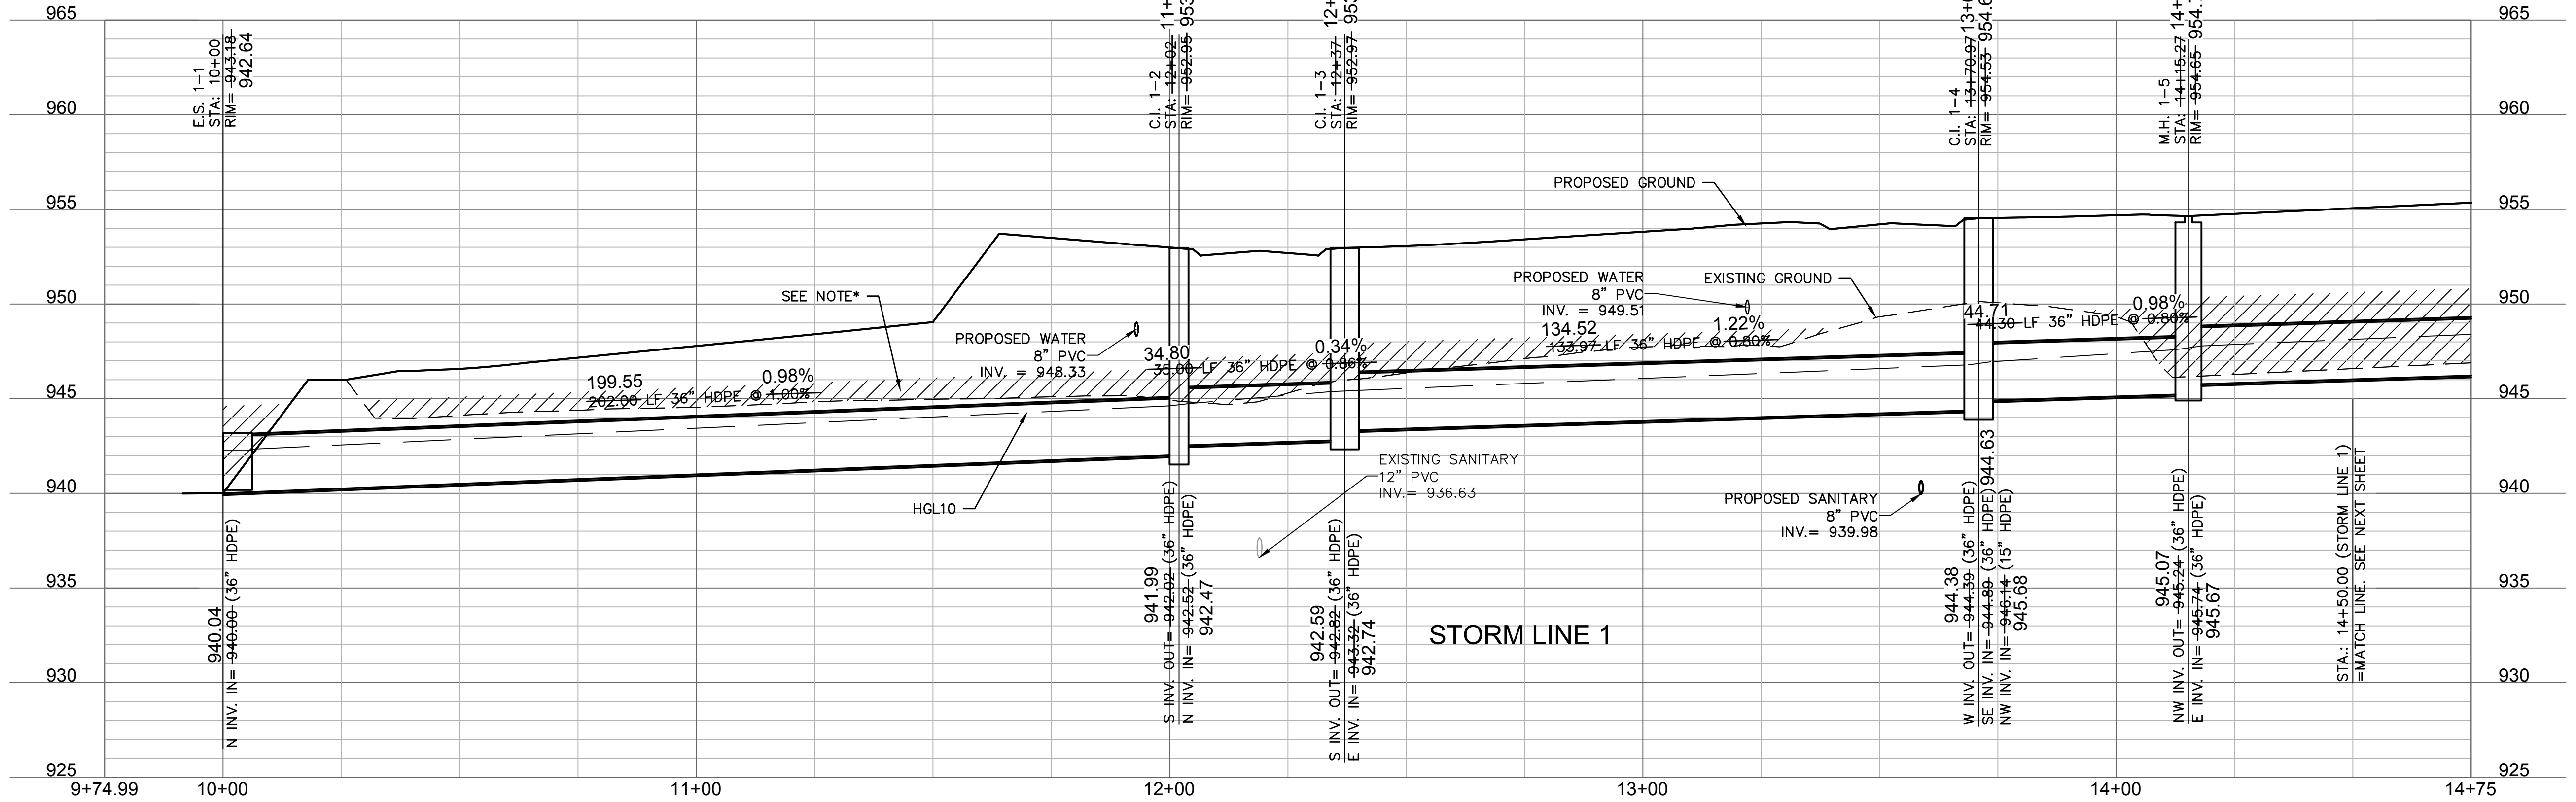 965
965
960
960
955
955
950
950
945
945
940
940
935
935
930
930
925
925
9+74.99
10+00
11+00
12+00
13+00
14+00
14+75
E.S. 1-1
STA: 10+00
RIM= 943.18
942.64
C.I. 1-2
STA: 12+02 11+
RIM= 952.95 953
C.I. 1-3
STA: 12+37 12+
RIM= 952.97 953
C.I. 1-4
STA: 13+70.97 13+
RIM= 954.53 954.6
M.H. 1-5
STA: 14+15.27 14+
RIM= 954.65 954.
PROPOSED GROUND
SEE NOTE*
PROPOSED WATER
8" PVC
INV. = 948.33
PROPOSED WATER
8" PVC
INV. = 949.51
EXISTING GROUND
199.55 0.98%
202.00 LF 36" HDPE @ 1.00%
34.80 0.34%
35.00 LF 36" HDPE @ 0.86%
134.52 1.22%
133.97 LF 36" HDPE @ 0.80%
44.71 0.98%
44.30 LF 36" HDPE @ 0.80%
HGL10
EXISTING SANITARY
12" PVC
INV.= 936.63
PROPOSED SANITARY
8" PVC
INV.= 939.98
940.04
N INV. IN= 940.00 (36" HDPE)
941.99
S INV. OUT= 942.02 (36" HDPE)
N INV. IN= 942.52 (36" HDPE)
942.47
942.59
S INV. OUT= 942.82 (36" HDPE)
E INV. IN= 943.32 (36" HDPE)
942.74
944.38
W INV. OUT= 944.39 (36" HDPE)
SE INV. IN= 944.89 (36" HDPE) 944.63
NW INV. IN= 946.14 (15" HDPE)
945.68
945.07
NW INV. OUT= 945.24 (36" HDPE)
E INV. IN= 945.74 (36" HDPE)
945.67
STA.: 14+50.00 (STORM LINE 1)
=MATCH LINE. SEE NEXT SHEET
STORM LINE 1